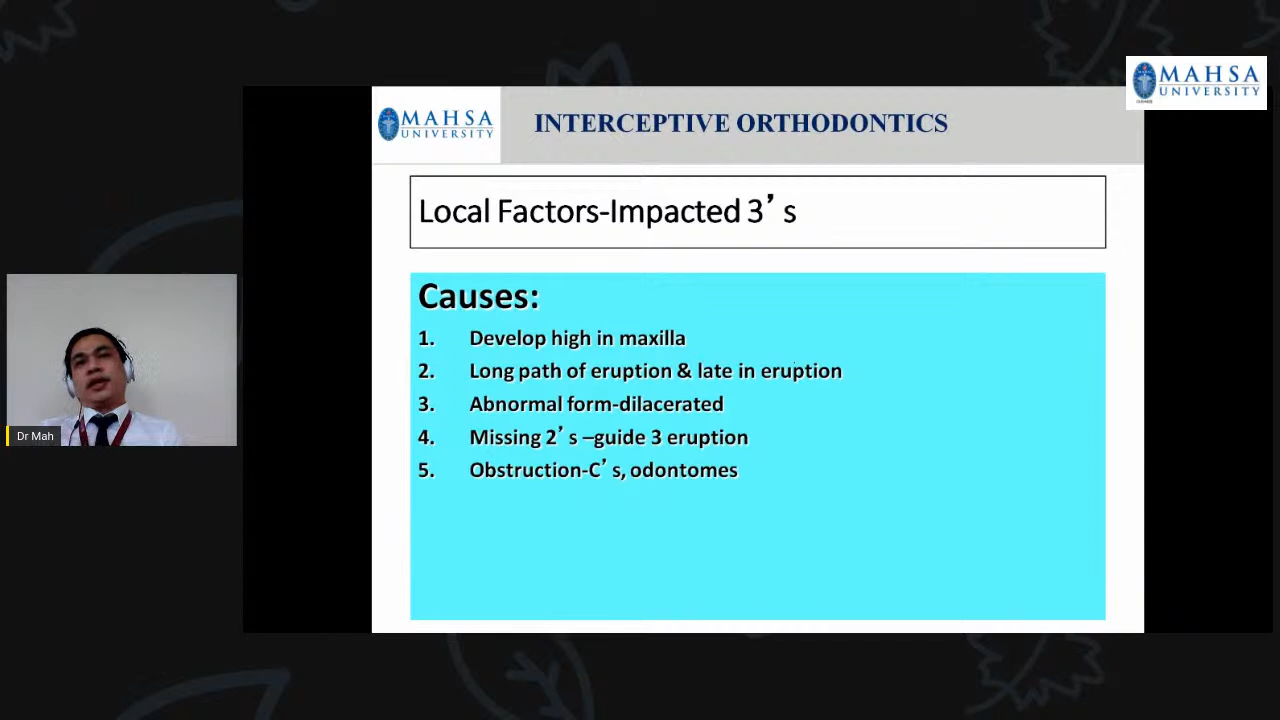 MAHSA
UNIVERSITY
MAHSA
UNIVERSITY
INTERCEPTIVE ORTHODONTICS
Local Factors-Impacted 3’s
Causes:
1. Develop high in maxilla
2. Long path of eruption & late in eruption
3. Abnormal form-dilacerated
4. Missing 2’s –guide 3 eruption
5. Obstruction-C’s, odontomes
Dr Mah